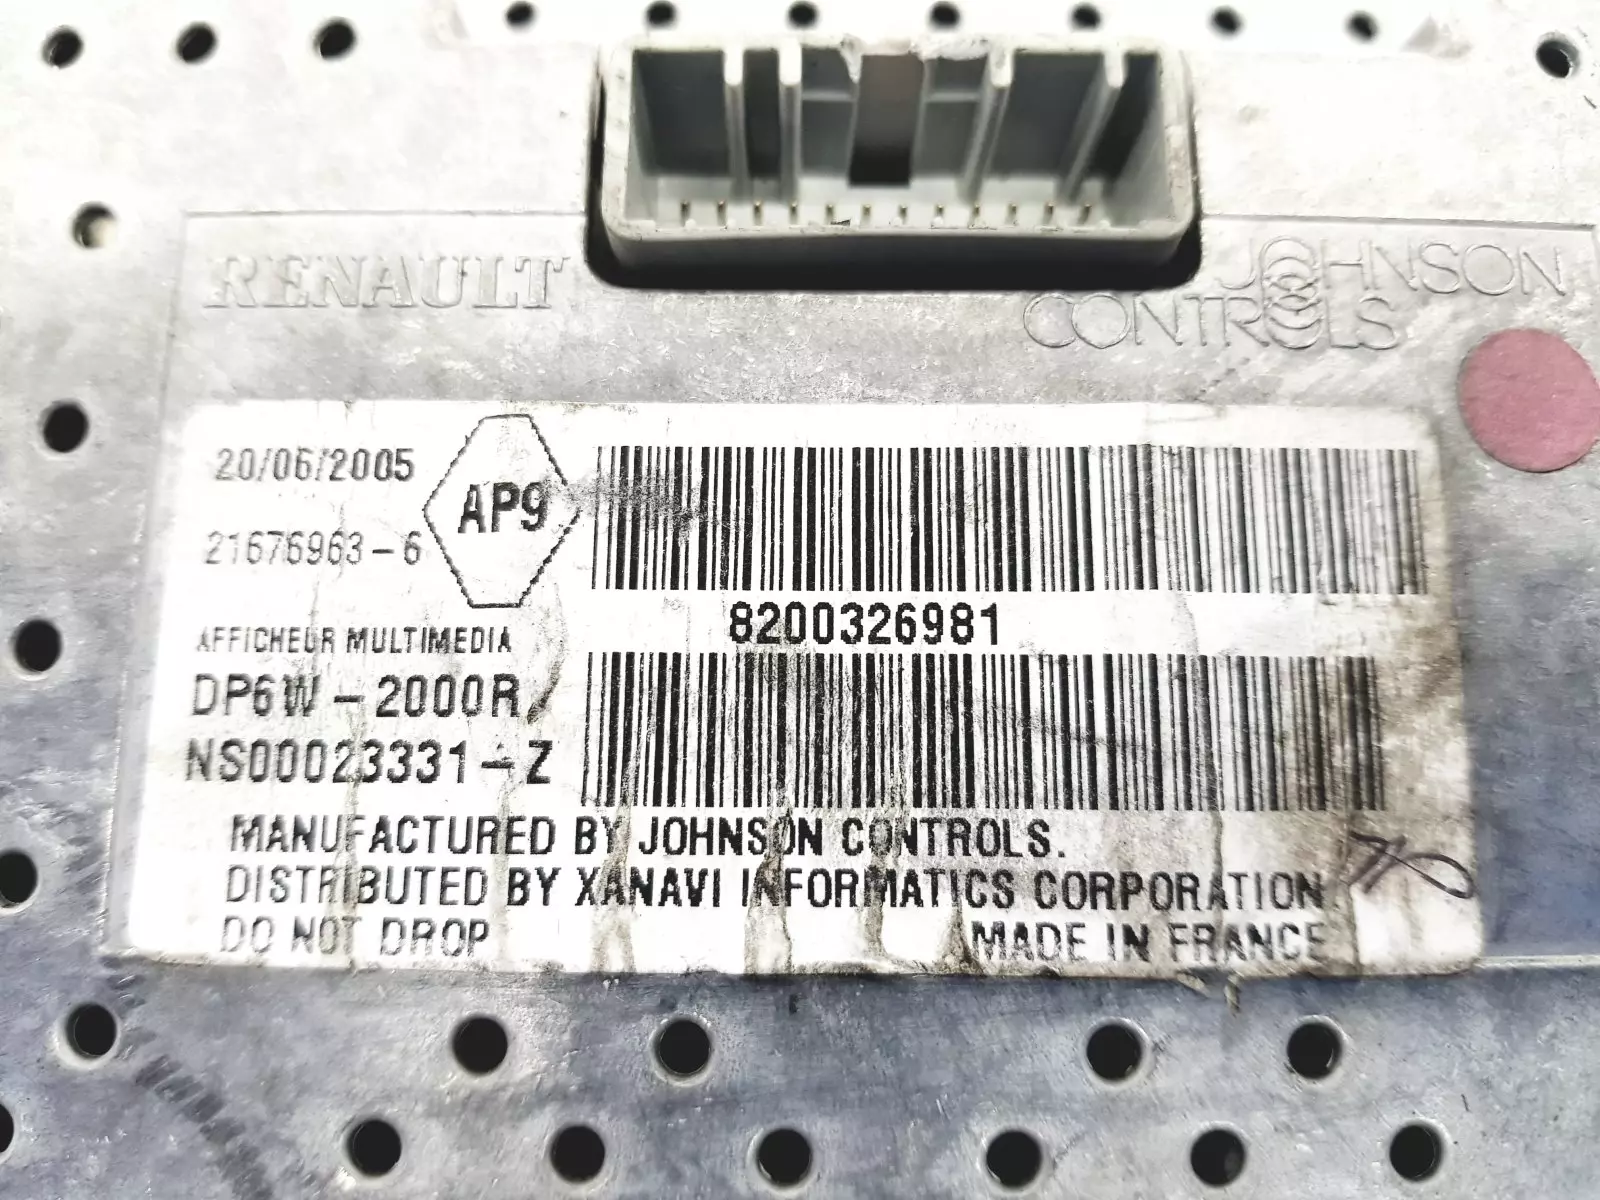 RENAULT
JOHNSON
CONTROLS
20/06/2005
AP9
21676963-6
8200326981
AFFICHEUR MULTIMEDIA
DP6W-2000R
NS00023331-Z
MANUFACTURED BY JOHNSON CONTROLS.
DISTRIBUTED BY XANAVI INFORMATICS CORPORATION
DO NOT DROP
MADE IN FRANCE